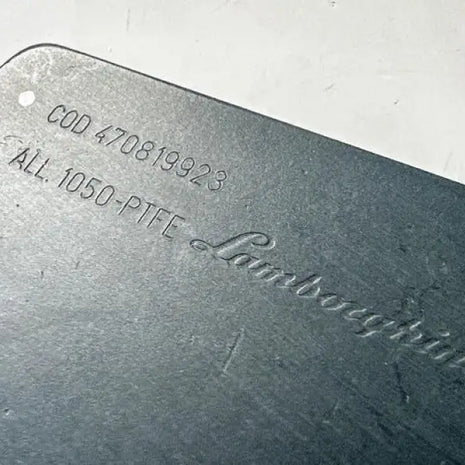 COD 470819923
ALL. 1050-PTFE
Lamborghin